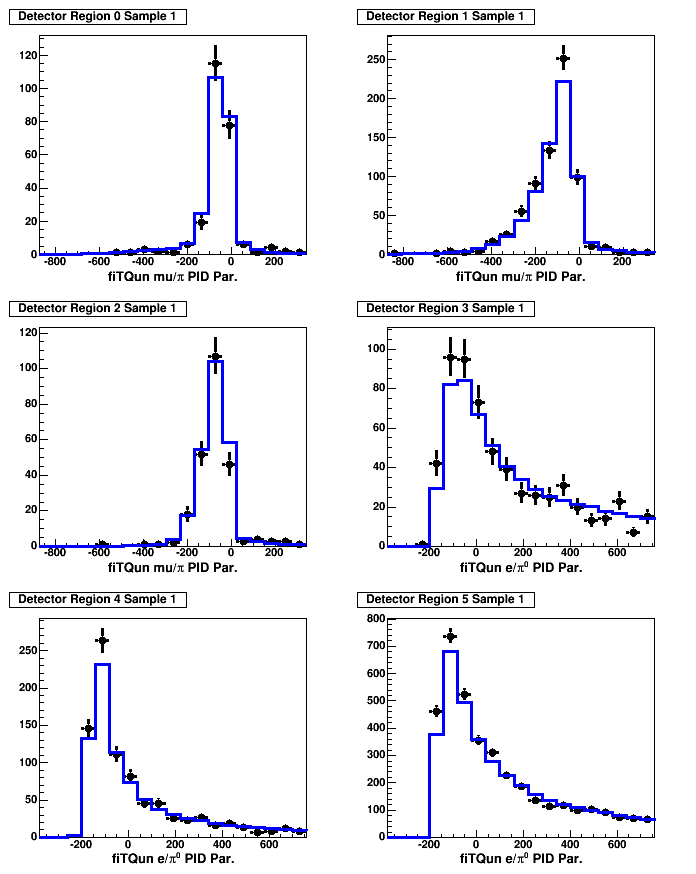 Detector Region 0 Sample 1
120
100
80
60
40
20
0
-800 -600 -400 -200 0 200
fiTQun mu/π PID Par.
Detector Region 1 Sample 1
250
200
150
100
50
0
-800 -600 -400 -200 0 200
fiTQun mu/π PID Par.
Detector Region 2 Sample 1
120
100
80
60
40
20
0
-800 -600 -400 -200 0 200
fiTQun mu/π PID Par.
Detector Region 3 Sample 1
100
80
60
40
20
0
-200 0 200 400 600
fiTQun e/π⁰ PID Par.
Detector Region 4 Sample 1
250
200
150
100
50
0
-200 0 200 400 600
fiTQun e/π⁰ PID Par.
Detector Region 5 Sample 1
800
700
600
500
400
300
200
100
0
-200 0 200 400 600
fiTQun e/π⁰ PID Par.